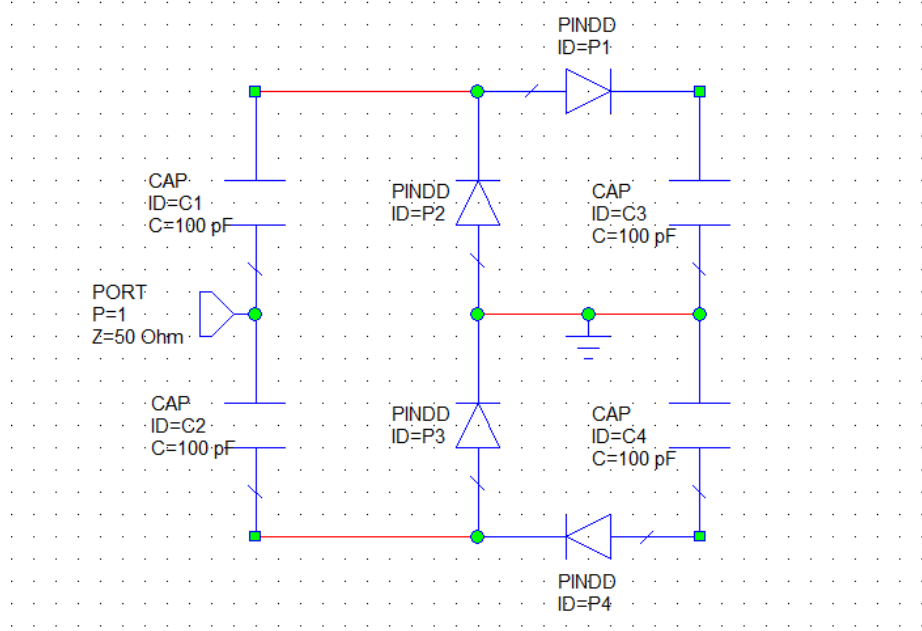 PINDD
ID=P1
CAP
ID=C1
C=100 pF
PINDD
ID=P2
CAP
ID=C3
C=100 pF
PORT
P=1
Z=50 Ohm
CAP
ID=C2
C=100 pF
PINDD
ID=P3
CAP
ID=C4
C=100 pF
PINDD
ID=P4